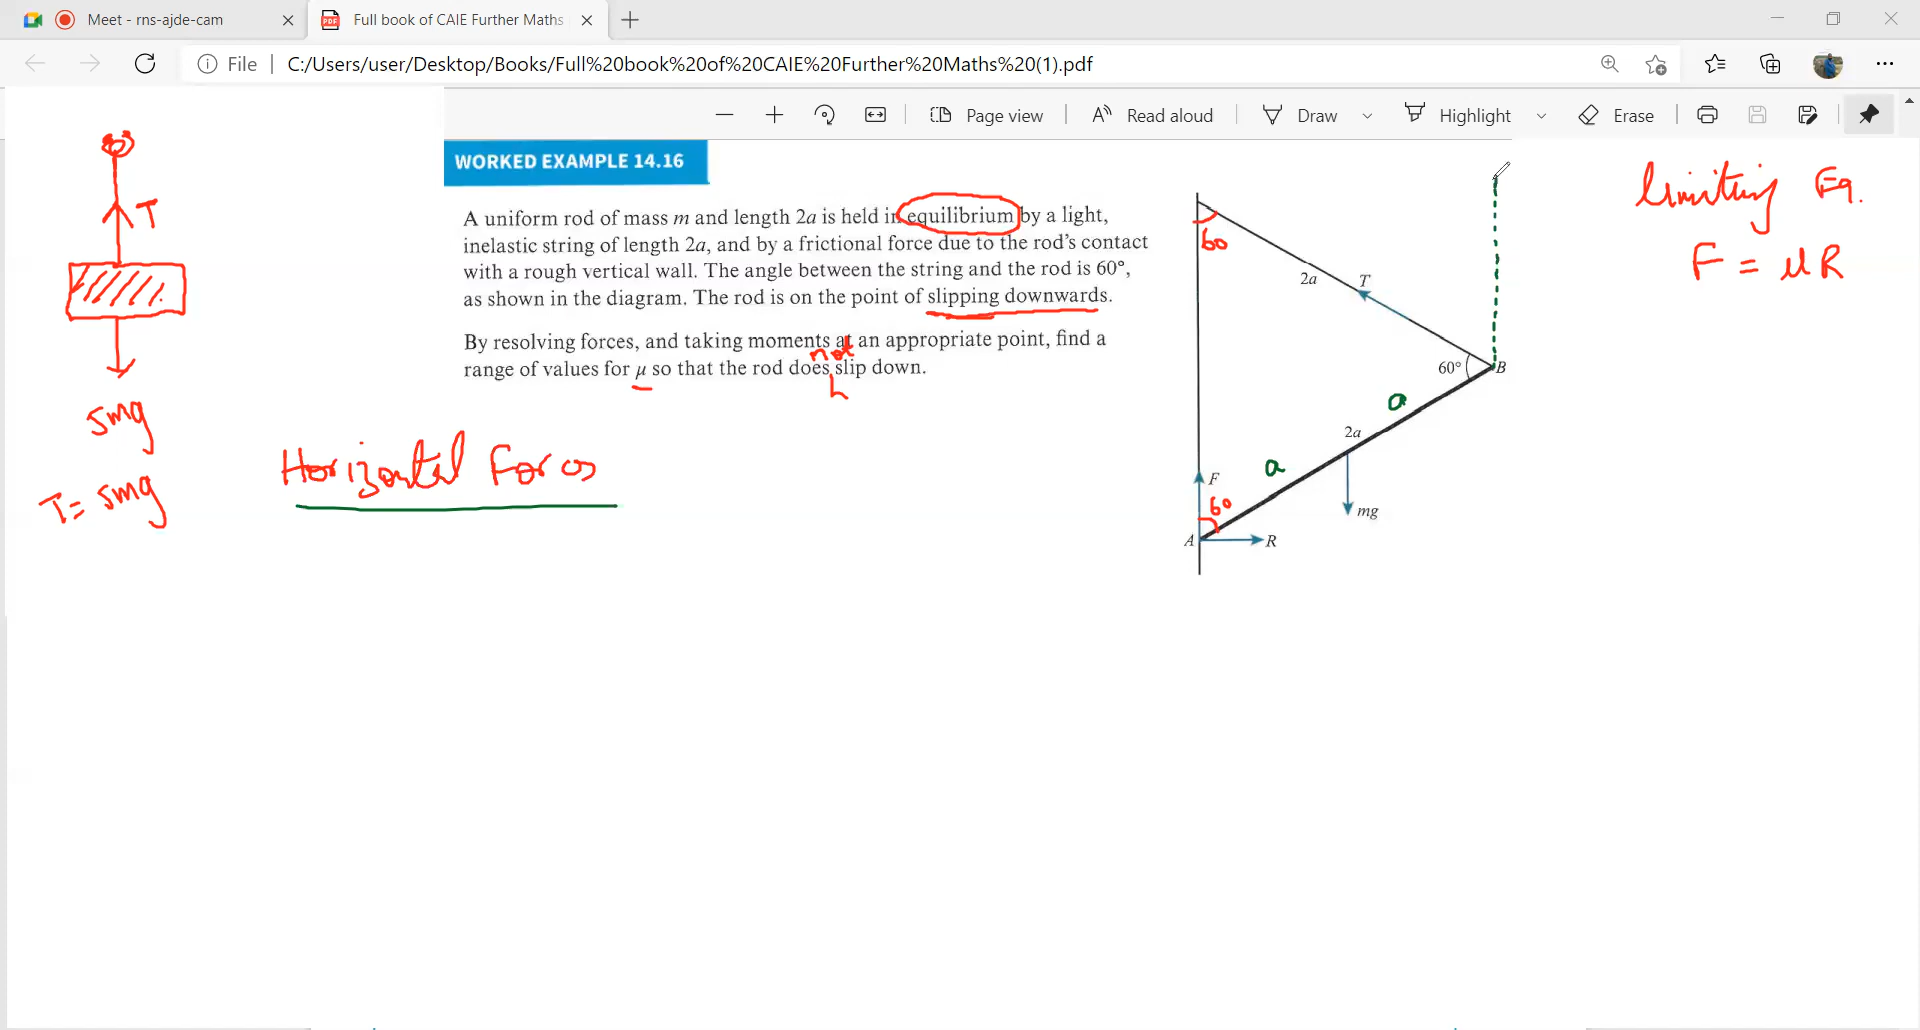 Meet - rns-ajde-cam
Full book of CAIE Further Maths
File
C:/Users/user/Desktop/Books/Full%20book%20of%20CAIE%20Further%20Maths%20(1).pdf
Page view
Read aloud
Draw
Highlight
Erase
WORKED EXAMPLE 14.16
A uniform rod of mass m and length 2a is held in equilibrium by a light,
inelastic string of length 2a, and by a frictional force due to the rod's contact
with a rough vertical wall. The angle between the string and the rod is 60°,
as shown in the diagram. The rod is on the point of slipping downwards.
By resolving forces, and taking moments at an appropriate point, find a
not
range of values for μ so that the rod does slip down.
T
5mg
T= 5mg
Horizontal Forces
60
2a
T
60°
B
a
2a
a
F
60
mg
A
R
limiting Eq.
F = μR